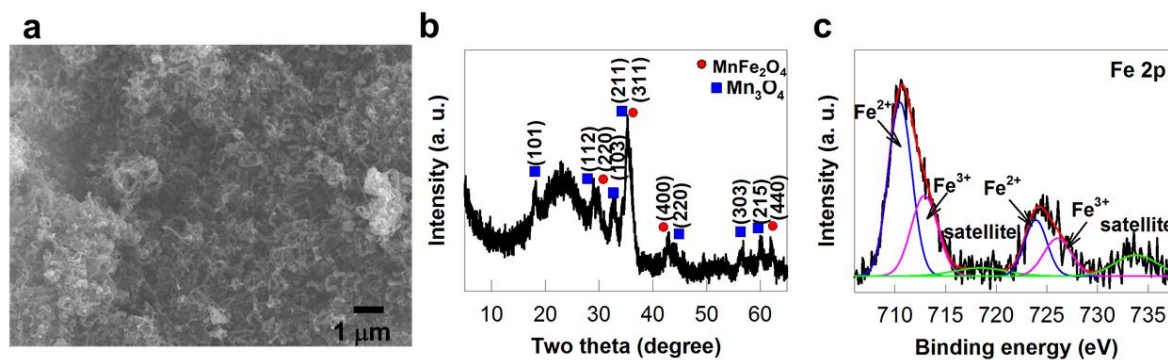 a
1 μm
b
Intensity (a. u.)
MnFe₂O₄
Mn₃O₄
(101)
(112)
(220)
(103)
(211)
(311)
(400)
(220)
(303)
(215)
(440)
10 20 30 40 50 60
Two theta (degree)
c
Fe 2p
Intensity (a. u.)
Fe²⁺
Fe³⁺
satellite
Fe²⁺
Fe³⁺
satellite
710 715 720 725 730 735
Binding energy (eV)